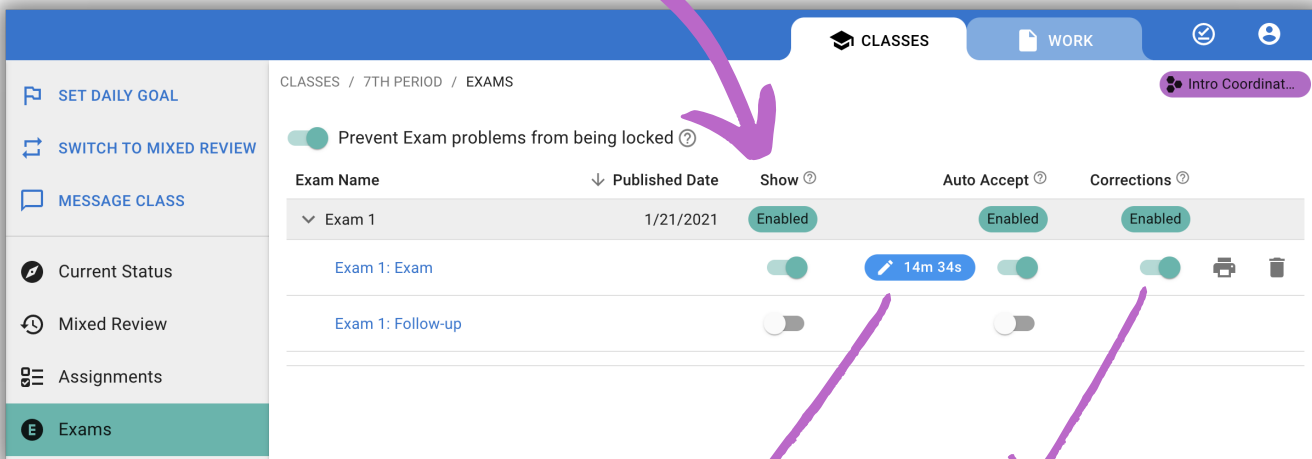 CLASSES
WORK
CLASSES / 7TH PERIOD / EXAMS
Intro Coordinat...
SET DAILY GOAL
SWITCH TO MIXED REVIEW
MESSAGE CLASS
Current Status
Mixed Review
Assignments
E Exams
Prevent Exam problems from being locked ?
Exam Name Published Date Show ? Auto Accept ? Corrections ?
Exam 1 1/21/2021 Enabled Enabled Enabled
Exam 1: Exam 14m 34s
Exam 1: Follow-up